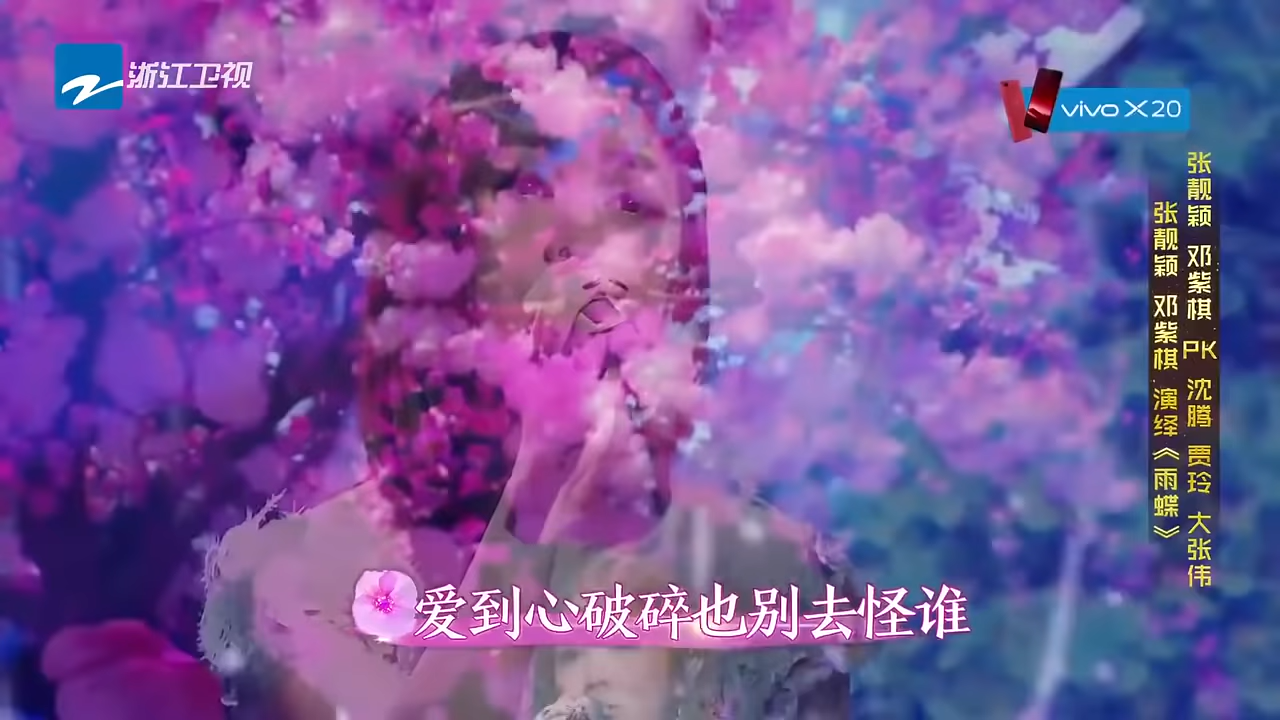 浙江卫视
vivo X20
张靓颖 邓紫棋 PK 沈腾 贾玲 大张伟
张靓颖 邓紫棋 演绎《雨蝶》
爱到心破碎也别去怪谁